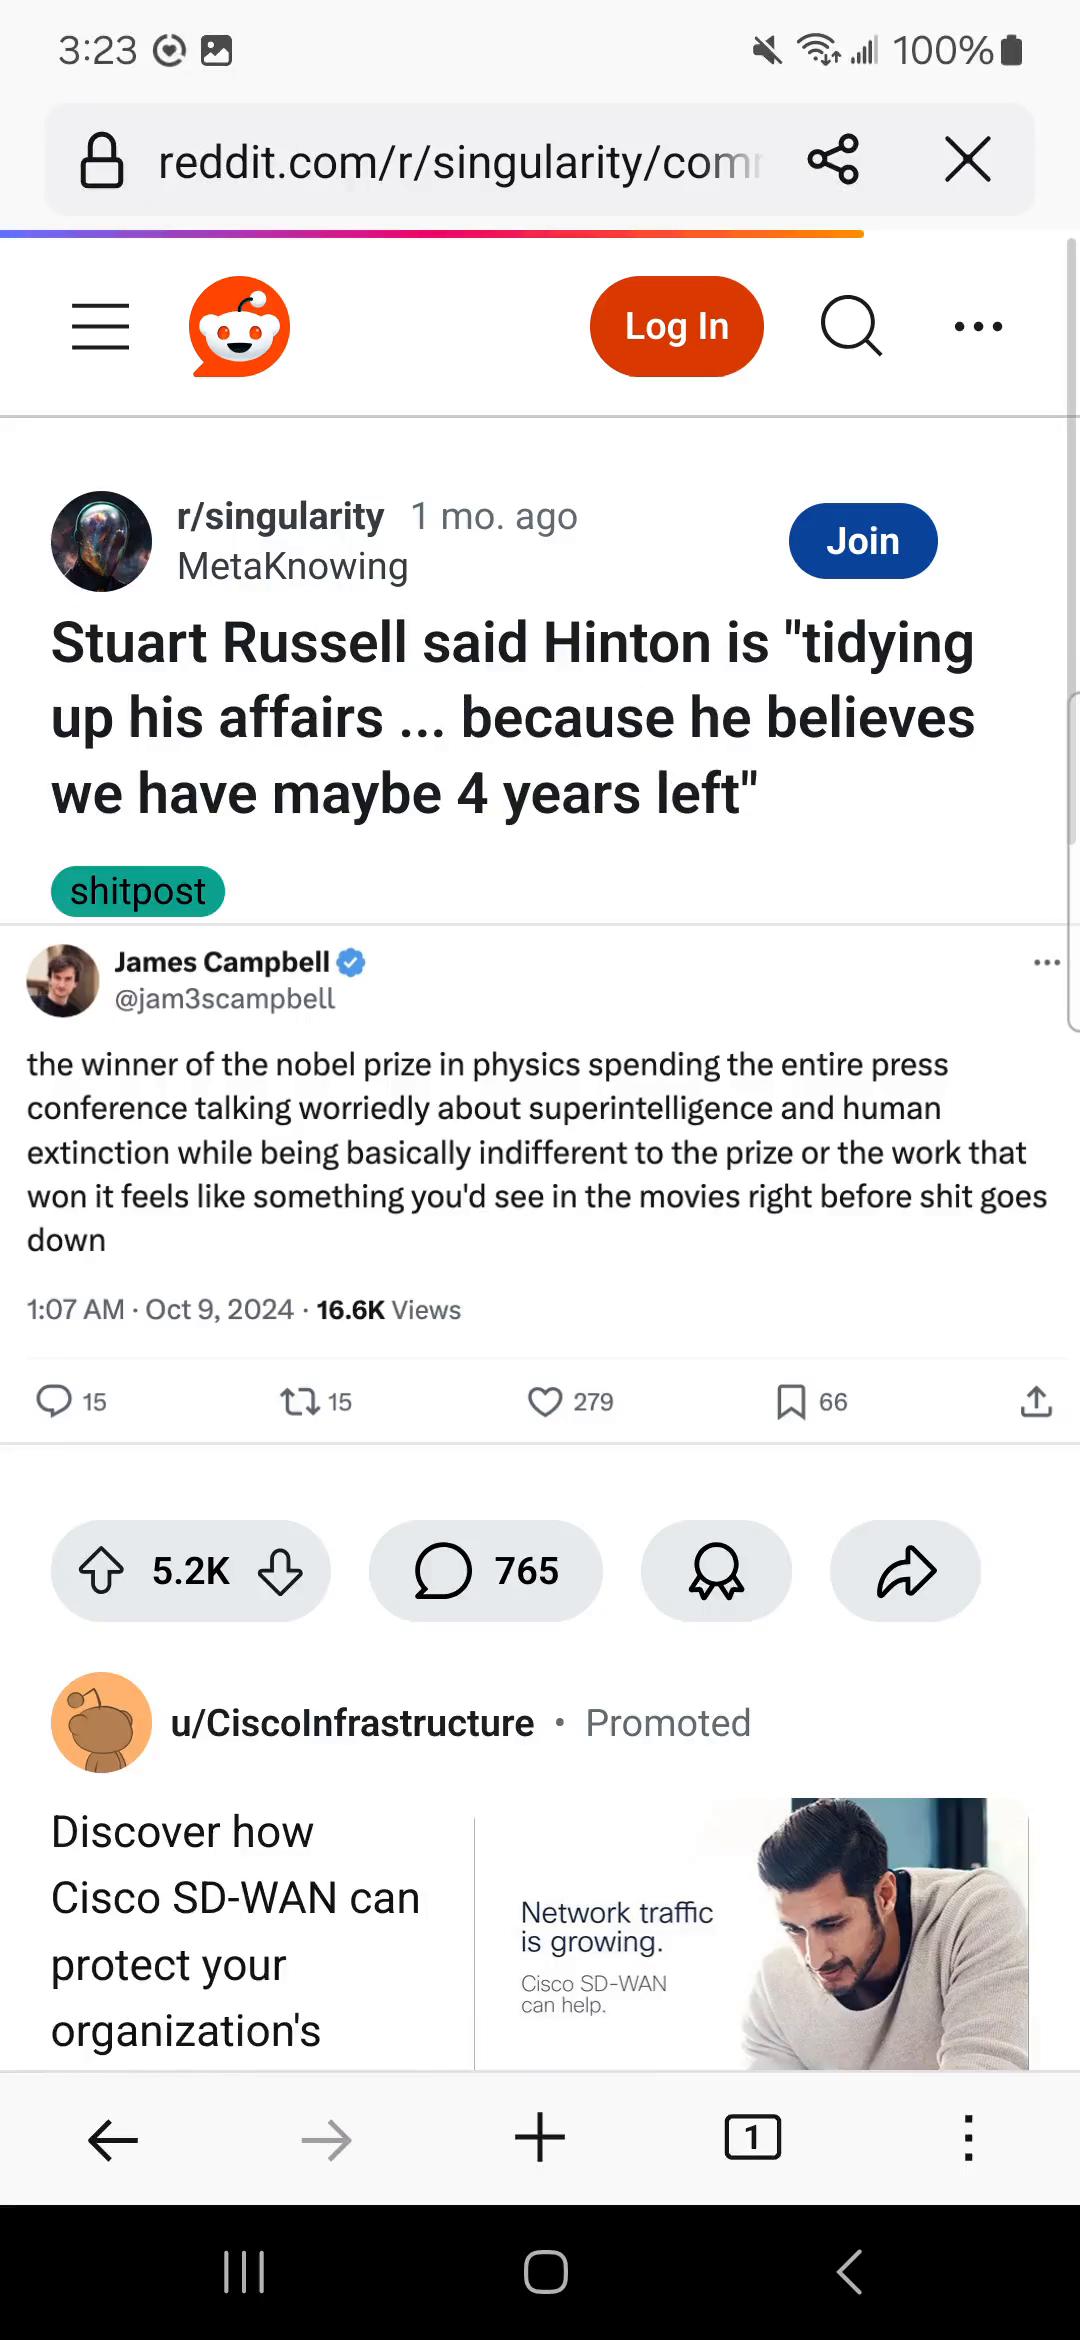 3:23
100%
reddit.com/r/singularity/com
Log In
r/singularity 1 mo. ago
MetaKnowing
Join
Stuart Russell said Hinton is "tidying
up his affairs ... because he believes
we have maybe 4 years left"
shitpost
James Campbell
@jam3scampbell
the winner of the nobel prize in physics spending the entire press
conference talking worriedly about superintelligence and human
extinction while being basically indifferent to the prize or the work that
won it feels like something you'd see in the movies right before shit goes
down
1:07 AM · Oct 9, 2024 · 16.6K Views
15 15 279 66
5.2K 765
u/CiscoInfrastructure • Promoted
Discover how
Cisco SD-WAN can
protect your
organization's
Network traffic
is growing.
Cisco SD-WAN
can help.
1